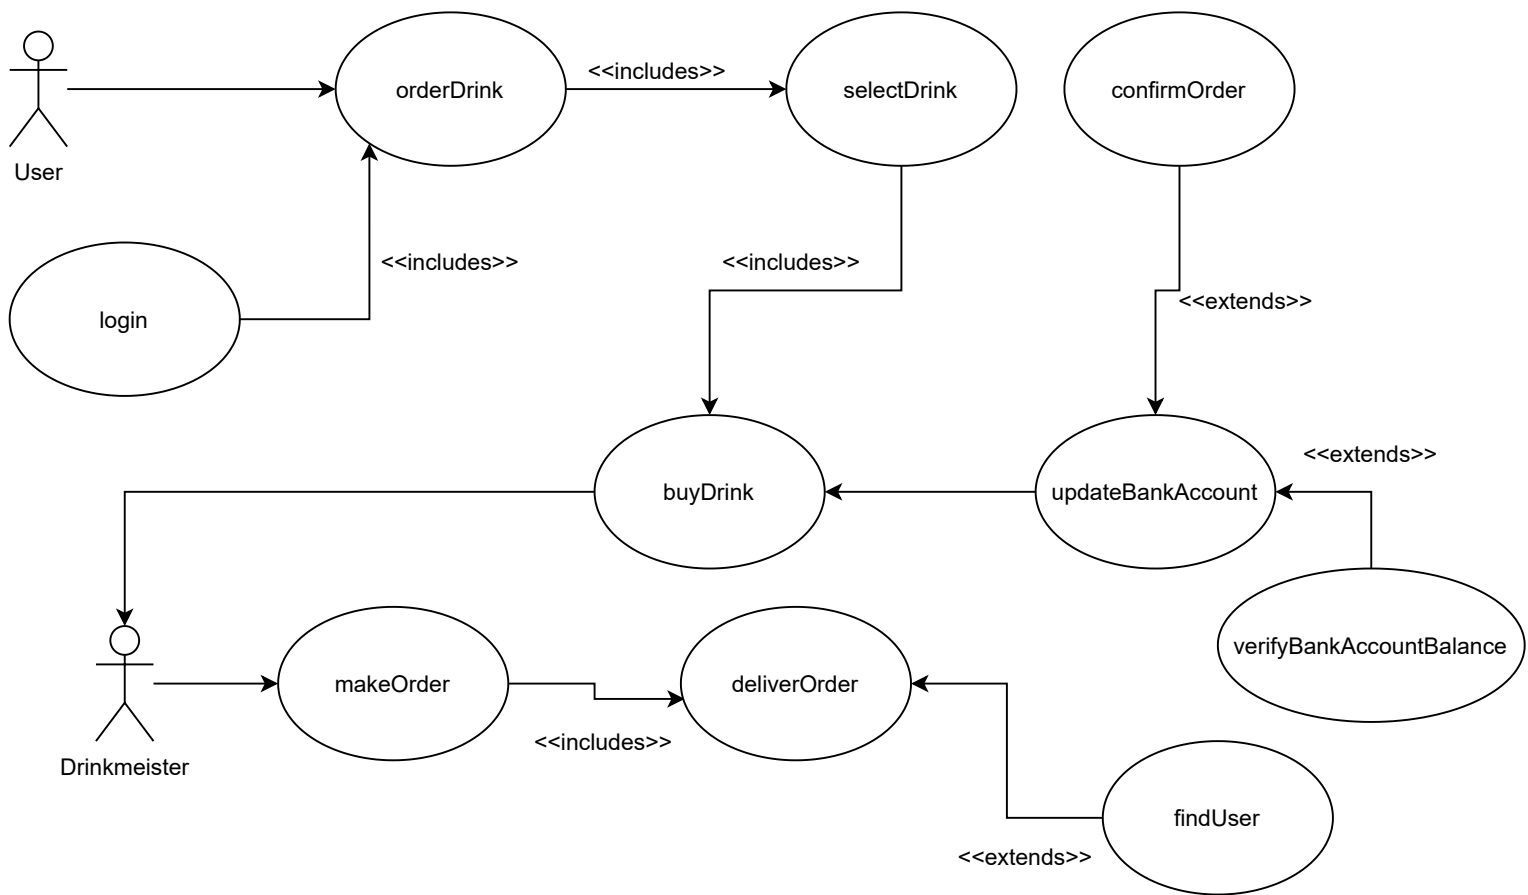 orderDrink
<<includes>>
selectDrink
confirmOrder
User
login
<<includes>>
<<includes>>
<<extends>>
buyDrink
updateBankAccount
<<extends>>
verifyBankAccountBalance
Drinkmeister
makeOrder
<<includes>>
deliverOrder
findUser
<<extends>>